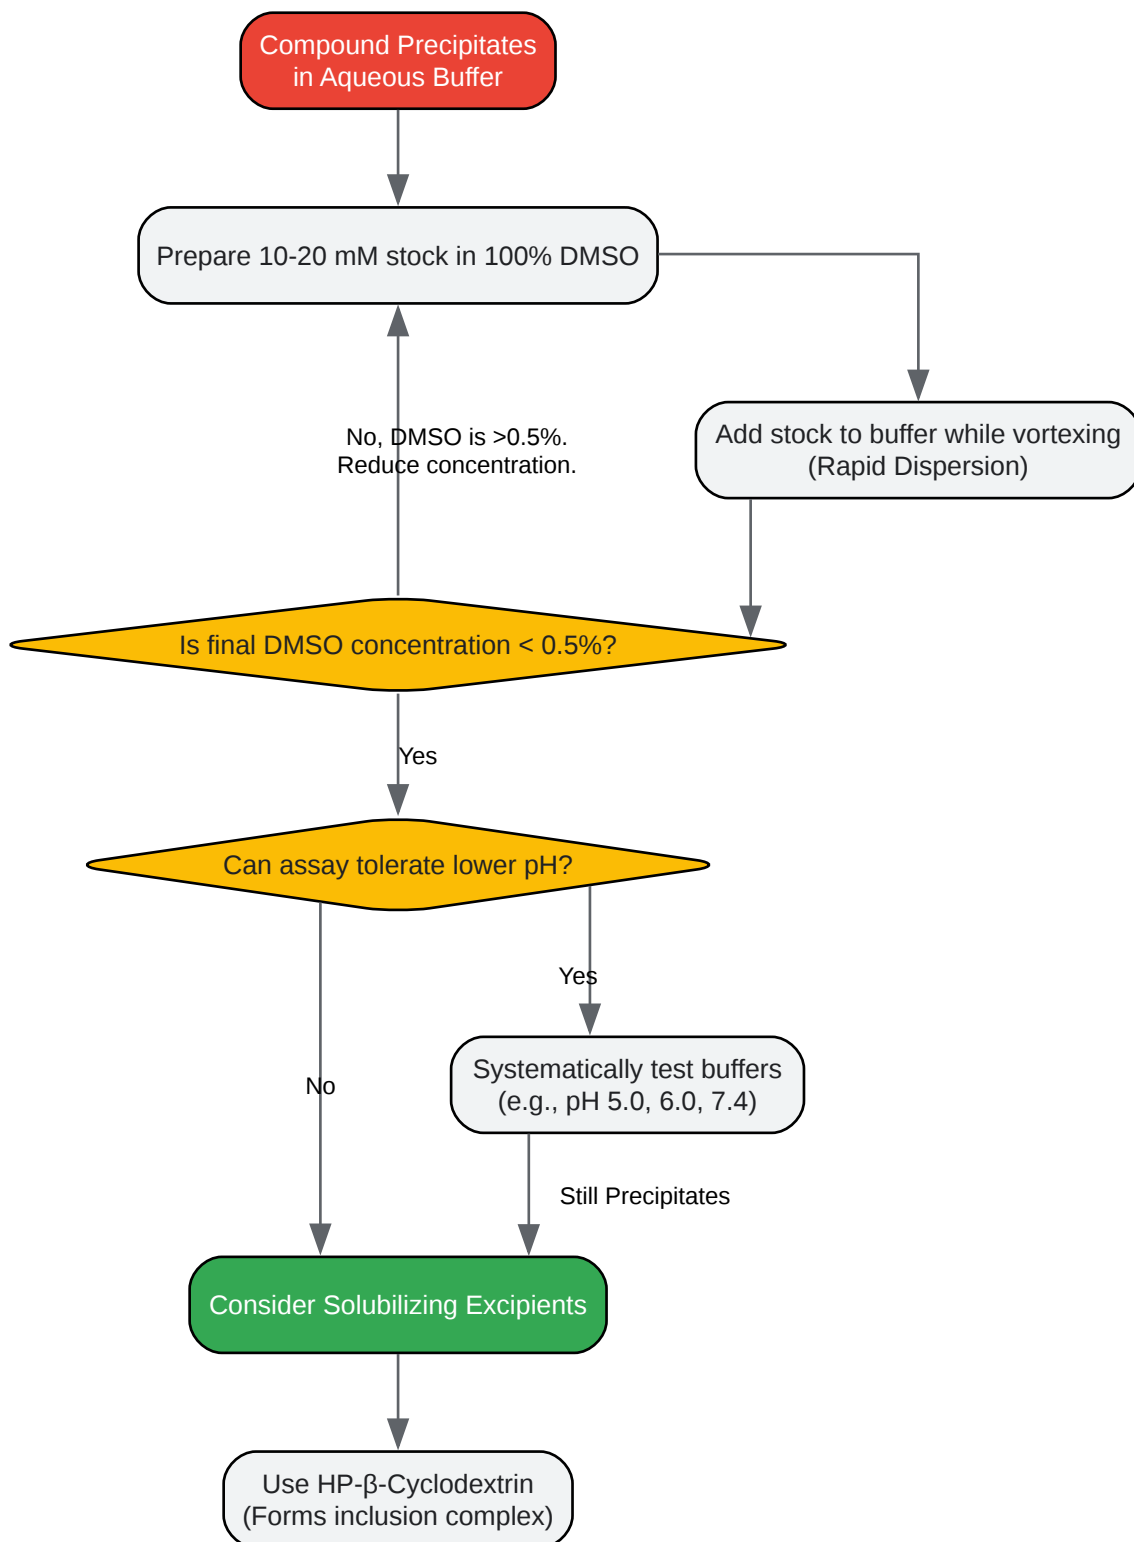 Compound Precipitates
in Aqueous Buffer
Prepare 10-20 mM stock in 100% DMSO
Add stock to buffer while vortexing
(Rapid Dispersion)
No, DMSO is >0.5%.
Reduce concentration.
Is final DMSO concentration < 0.5%?
Yes
Can assay tolerate lower pH?
Yes
Systematically test buffers
(e.g., pH 5.0, 6.0, 7.4)
No
Still Precipitates
Consider Solubilizing Excipients
Use HP-β-Cyclodextrin
(Forms inclusion complex)